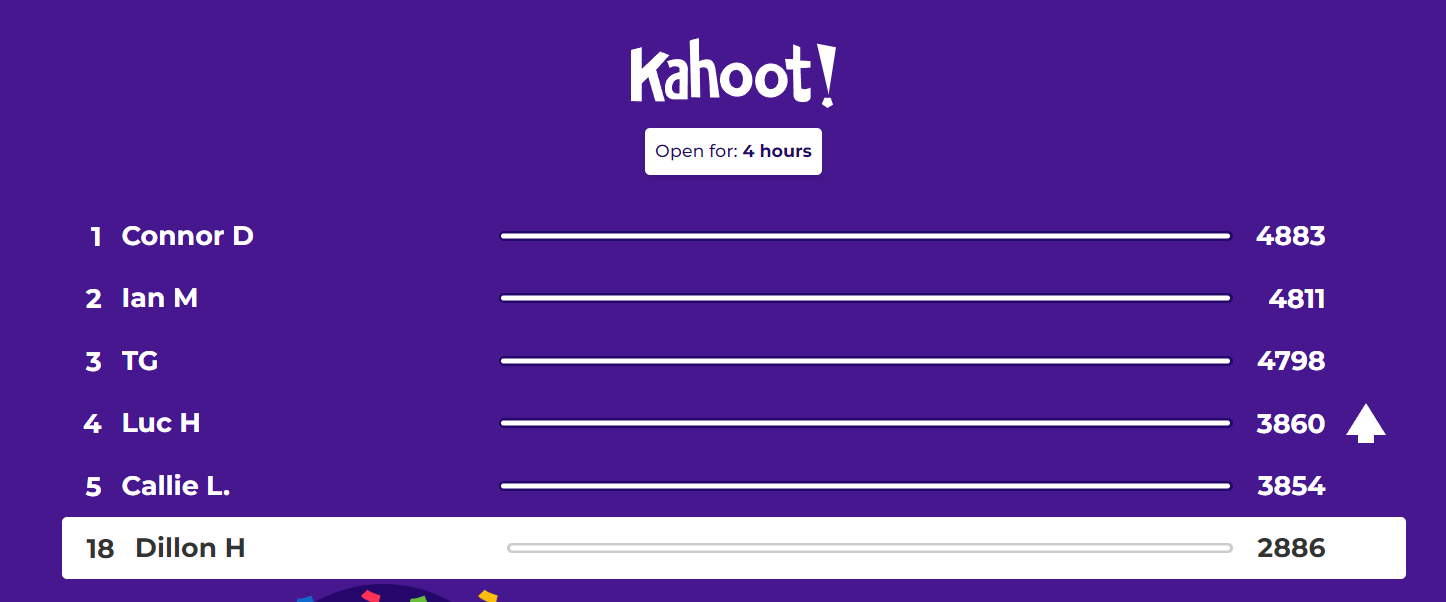 Kahoot!
Open for: 4 hours
1 Connor D 4883
2 Ian M 4811
3 TG 4798
4 Luc H 3860
5 Callie L. 3854
18 Dillon H 2886